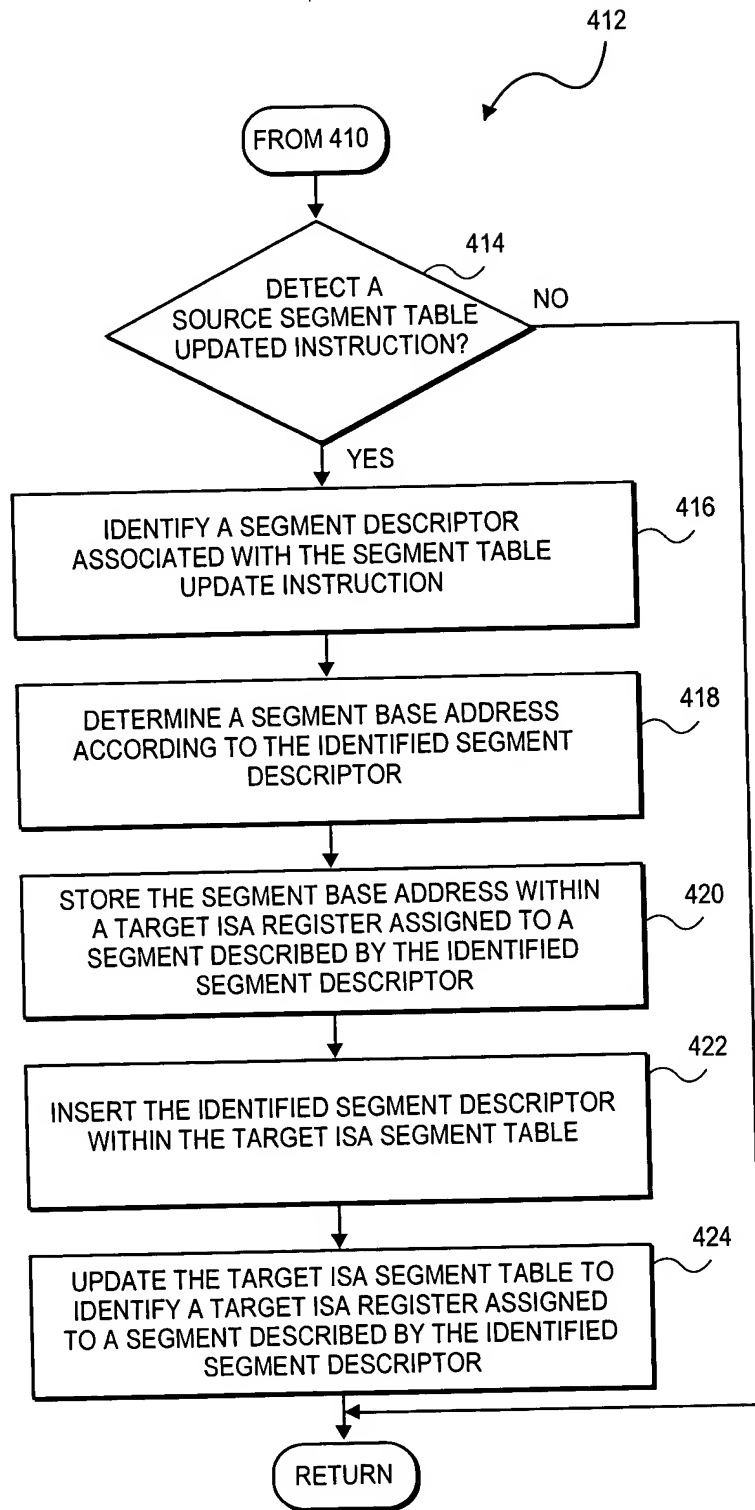 412
FROM 410
414
DETECT A
SOURCE SEGMENT TABLE
UPDATED INSTRUCTION?
NO
YES
IDENTIFY A SEGMENT DESCRIPTOR
ASSOCIATED WITH THE SEGMENT TABLE
UPDATE INSTRUCTION
416
DETERMINE A SEGMENT BASE ADDRESS
ACCORDING TO THE IDENTIFIED SEGMENT
DESCRIPTOR
418
STORE THE SEGMENT BASE ADDRESS WITHIN
A TARGET ISA REGISTER ASSIGNED TO A
SEGMENT DESCRIBED BY THE IDENTIFIED
SEGMENT DESCRIPTOR
420
INSERT THE IDENTIFIED SEGMENT DESCRIPTOR
WITHIN THE TARGET ISA SEGMENT TABLE
422
UPDATE THE TARGET ISA SEGMENT TABLE TO
IDENTIFY A TARGET ISA REGISTER ASSIGNED
TO A SEGMENT DESCRIBED BY THE IDENTIFIED
SEGMENT DESCRIPTOR
424
RETURN